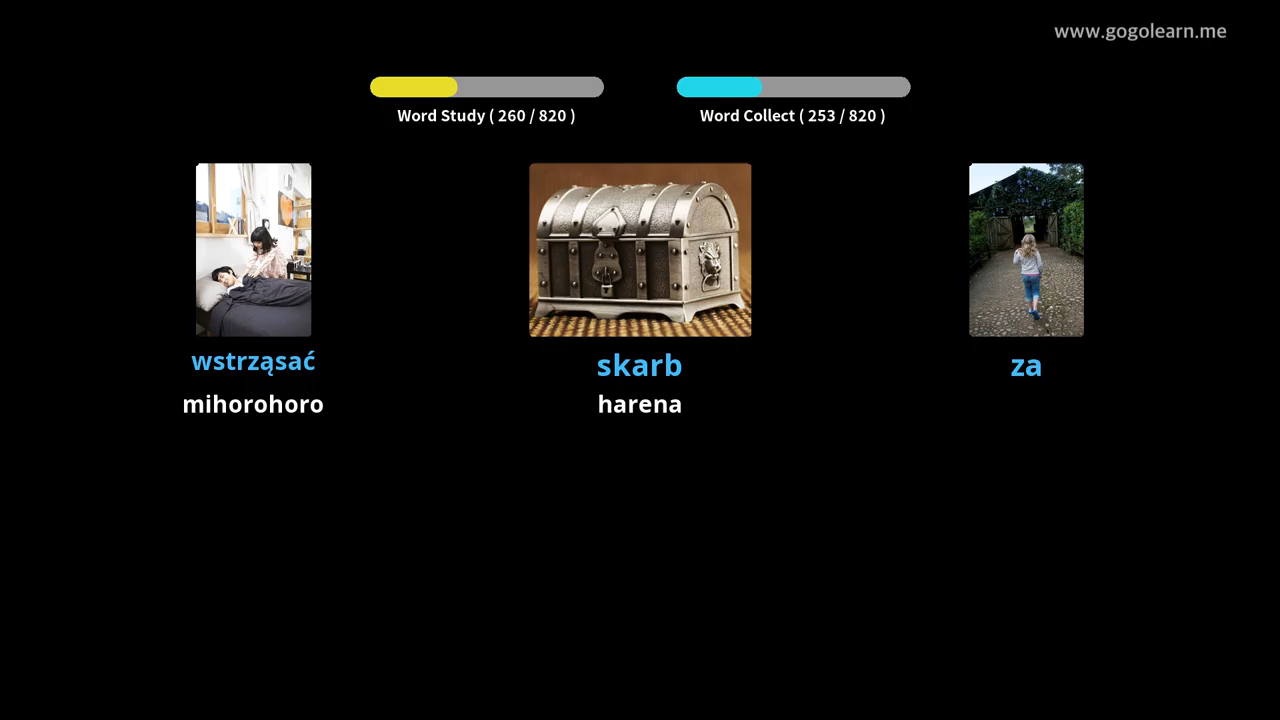 www.gogolearn.me
Word Study ( 260 / 820 )
Word Collect ( 253 / 820 )
wstrząsać
skarb
za
mihorohoro
harena